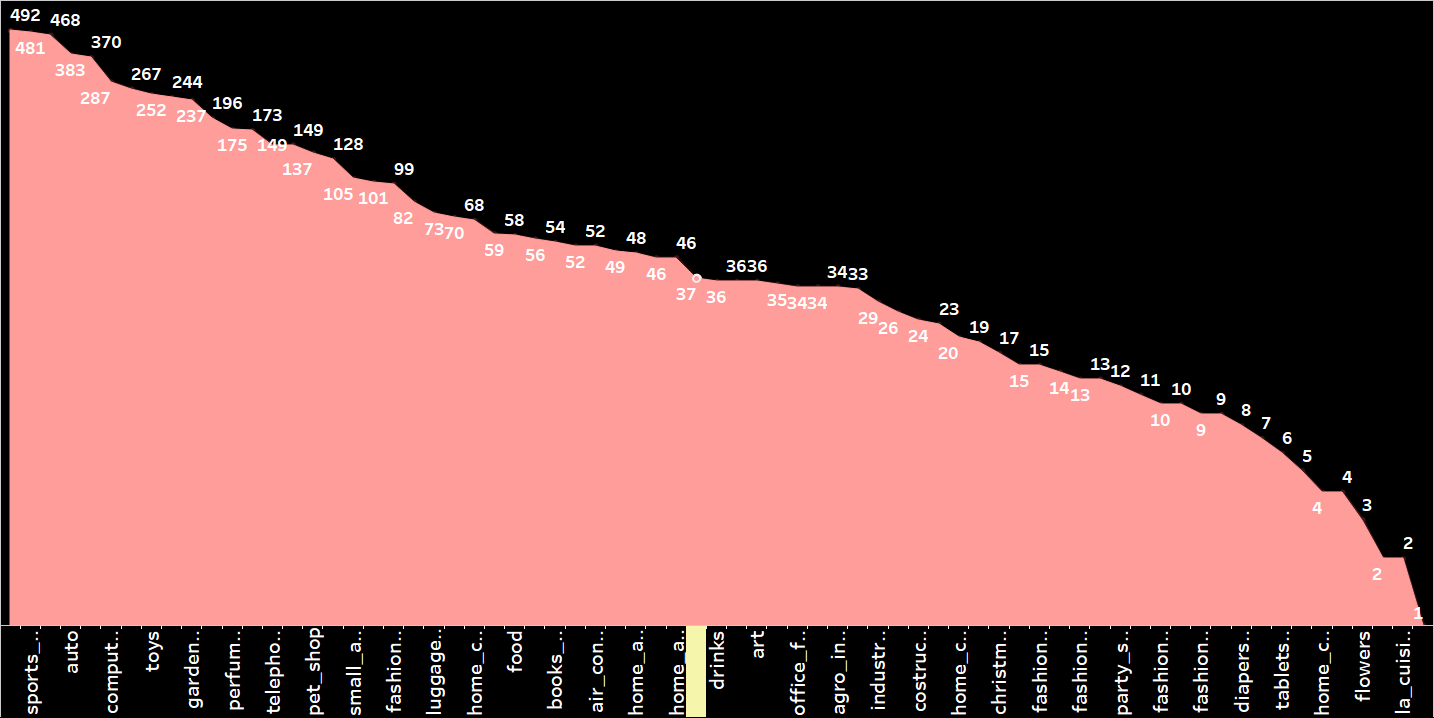 492
481
468
383
370
287
267
252
244
237
196
175
173
149
149
137
128
105
101
99
82
73
70
68
59
58
56
54
52
52
49
48
46
46
37
36
36
36
35
34
34
34
33
29
26
24
23
20
19
17
15
15
14
13
13
12
11
10
10
9
9
8
7
6
5
4
4
3
2
2
1
sports_..
auto
comput..
toys
garden..
perfum..
telepho..
pet_shop
small_a..
fashion..
luggage..
home_c..
food
books_..
air_con..
home_a..
home_a..
drinks
art
office_f..
agro_in..
industr..
costruc..
home_c..
christm..
fashion..
fashion..
party_s..
fashion..
fashion..
diapers..
tablets..
home_c..
flowers
la_cuisi..